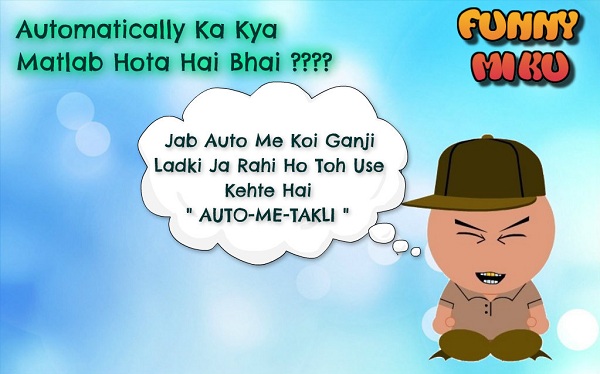 Automatically Ka Kya
Matlab Hota Hai Bhai ????
FUNNY
MIKU
Jab Auto Me Koi Ganji
Ladki Ja Rahi Ho Toh Use
Kehte Hai
" AUTO-ME-TAKLI "